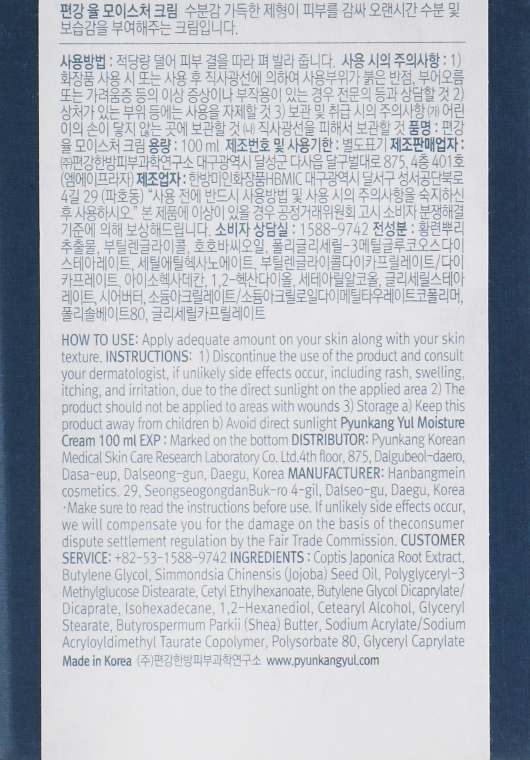 편강 율 모이스처 크림 수분감 가득한 제형이 피부를 감싸 오랜시간 수분 및
보습감을 부여해주는 크림입니다.
사용방법 : 적당량 덜어 피부 결을 따라 펴 발라 줍니다. 사용 시의 주의사항 : 1)
화장품 사용 시 또는 사용 후 직사광선에 의하여 사용부위가 붉은 반점, 부어오름
또는 가려움증 등의 이상 증상이나 부작용이 있는 경우 전문의 등과 상담할 것 2)
상처가 있는 부위 등에는 사용을 자제할 것 3) 보관 및 취급 시의 주의사항 (가) 어린
이의 손이 닿지 않는 곳에 보관할 것 (나) 직사광선을 피해서 보관할 것 품명 : 편강
율 모이스처 크림 용량 : 100 ml 제조번호 및 사용기한 : 별도표기 제조판매업자 :
㈜편강한방피부과학연구소 대구광역시 달성군 다사읍 달구벌대로 875, 4층 401호
(엠에이프라자) 제조업자 : 한방미인화장품HBMIC 대구광역시 달서구 성서공단북로
4길 29 (파호동) "사용 전에 반드시 사용방법 및 사용 시의 주의사항을 숙지하신
후 사용하시오." 본 제품에 이상이 있을 경우 공정거래위원회 고시 소비자 분쟁해결
기준에 의해 보상해드립니다. 소비자 상담실 : 1588-9742 전성분 : 황련뿌리
추출물, 부틸렌글라이콜, 호호바씨오일, 폴리글리세릴-3메틸글루코오스다이
스테아레이트, 세틸에틸헥사노에이트, 부틸렌글라이콜다이카프릴레이트/다이
카프레이트, 아이소헥사데칸, 1,2-헥산다이올, 세테아릴알코올, 글리세릴스테아
레이트, 시어버터, 소듐아크릴레이트/소듐아크릴로일다이메틸타우레이트코폴리머,
폴리솔베이트80, 글리세릴카프릴레이트
HOW TO USE: Apply adequate amount on your skin along with your skin
texture. INSTRUCTIONS: 1) Discontinue the use of the product and consult
your dermatologist, if unlikely side effects occur, including rash, swelling,
itching, and irritation, due to the direct sunlight on the applied area 2) The
product should not be applied to areas with wounds 3) Storage a) Keep this
product away from children b) Avoid direct sunlight Pyunkang Yul Moisture
Cream 100 ml EXP : Marked on the bottom DISTRIBUTOR: Pyunkang Korean
Medical Skin Care Research Laboratory Co. Ltd,4th floor, 875, Dalgubeol-daero,
Dasa-eup, Dalseong-gun, Daegu, Korea MANUFACTURER: Hanbangmein
cosmetics. 29, SeongseogongdanBuk-ro 4-gil, Dalseo-gu, Daegu, Korea
·Make sure to read the instructions before use. If unlikely side effects occur,
we will compensate you for the damage on the basis of theconsumer
dispute settlement regulation by the Fair Trade Commission. CUSTOMER
SERVICE: +82-53-1588-9742 INGREDIENTS : Coptis Japonica Root Extract,
Butylene Glycol, Simmondsia Chinensis (Jojoba) Seed Oil, Polyglyceryl-3
Methylglucose Distearate, Cetyl Ethylhexanoate, Butylene Glycol Dicaprylate/
Dicaprate, Isohexadecane, 1,2-Hexanediol, Cetearyl Alcohol, Glyceryl
Stearate, Butyrospermum Parkii (Shea) Butter, Sodium Acrylate/Sodium
Acryloyldimethyl Taurate Copolymer, Polysorbate 80, Glyceryl Caprylate
Made in Korea (주)편강한방피부과학연구소 www.pyunkangyul.com